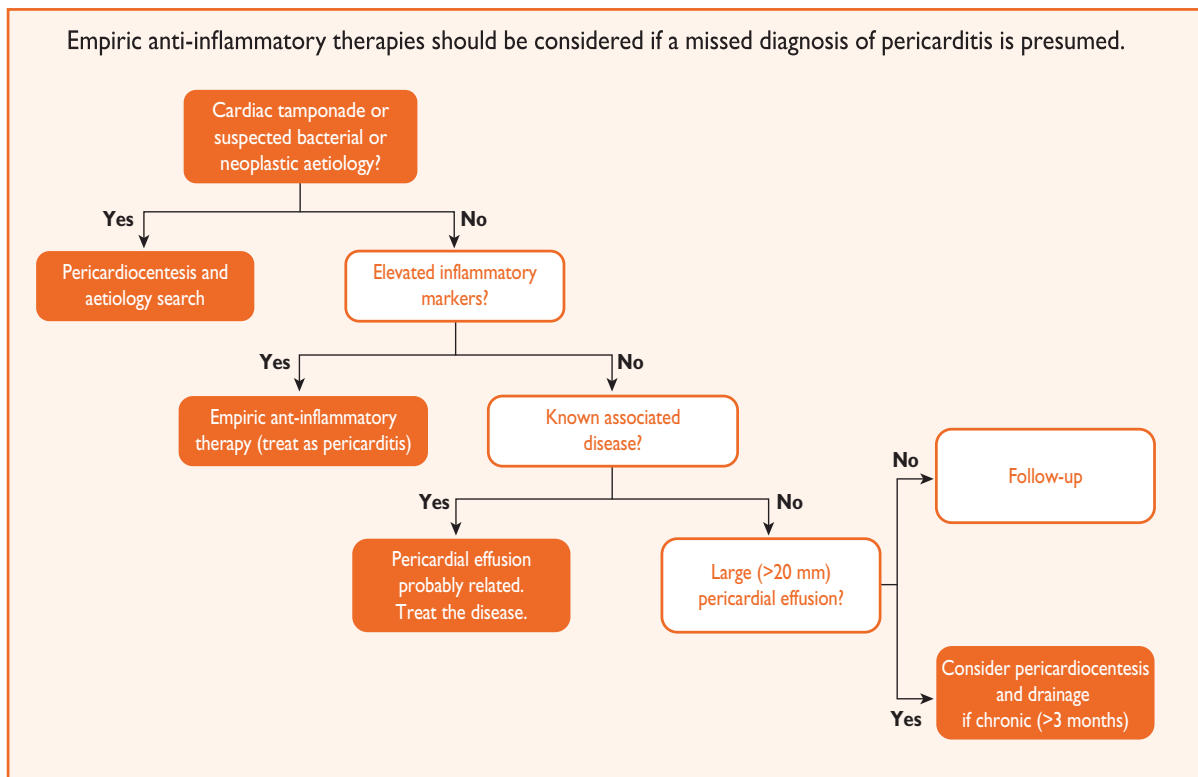 Empiric anti-inflammatory therapies should be considered if a missed diagnosis of pericarditis is presumed.
Cardiac tamponade or
suspected bacterial or
neoplastic aetiology?
Yes
No
Pericardiocentesis and
aetiology search
Elevated inflammatory
markers?
Yes
No
Empiric ant-inflammatory
therapy (treat as pericarditis)
Known associated
disease?
Yes
No
Pericardial effusion
probably related.
Treat the disease.
Large (>20 mm)
pericardial effusion?
No
Follow-up
Yes
Consider pericardiocentesis
and drainage
if chronic (>3 months)